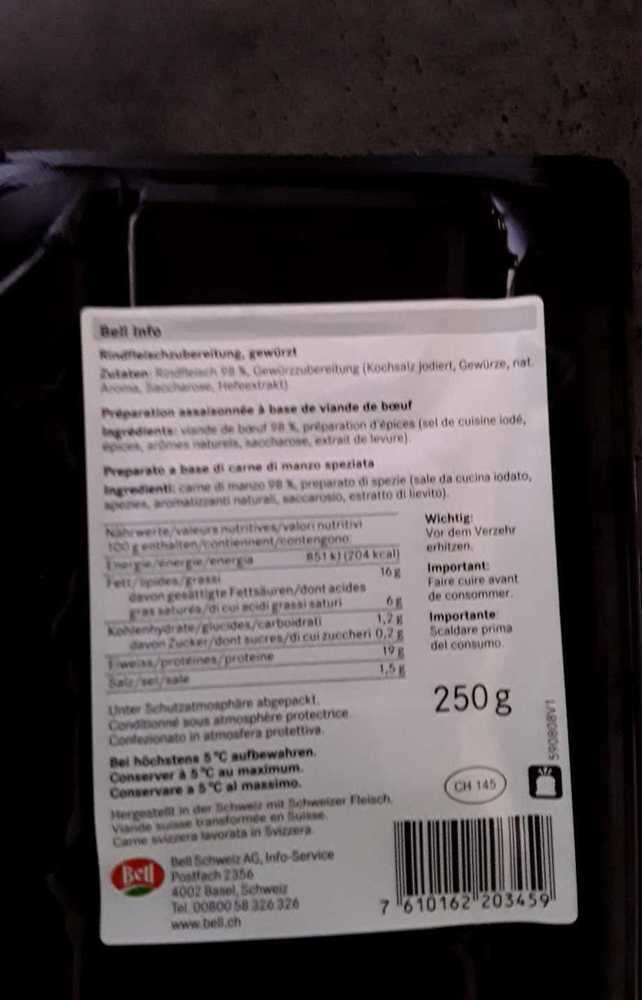 Bell Info
Rindfleischzubereitung, gewürzt
Zutaten: Rindfleisch 98 %, Gewürzzubereitung (Kochsalz jodiert, Gewürze, nat.
Aroma, Saccharose, Hefeextrakt)
Préparation assaisonnée à base de viande de bœuf
Ingrédients: viande de bœuf 98 %, préparation d'épices (sel de cuisine iodé,
épices, arômes naturels, saccharose, extrait de levure).
Preparato a base di carne di manzo speziata
Ingredienti: carne di manzo 98 %, preparato di spezie (sale da cucina iodato,
spezies, aromatizzanti naturali, saccarosio, estratto di lievito).
Nährwerte/valeurs nutritives/valori nutritivi
100 g enthalten/contiennent/contengono:
Energie/énergie/energia 851 kJ (204 kcal)
Fett/lipides/grassi 16 g
davon gesättigte Fettsäuren/dont acides
gras saturés/di cui acidi grassi saturi 6 g
Kohlenhydrate/glucides/carboidrati 1,2 g
davon Zucker/dont sucres/di cui zuccheri 0,7 g
Eiweiss/protéines/proteine 19 g
Salz/sel/sale 1,5 g
Wichtig:
Vor dem Verzehr
erhitzen.
Important:
Faire cuire avant
de consommer.
Importante:
Scaldare prima
del consumo.
Unter Schutzatmosphäre abgepackt.
Conditionné sous atmosphère protectrice.
Confezionato in atmosfera protettiva.
250 g
Bei höchstens 5 °C aufbewahren.
Conserver à 5 °C au maximum.
Conservare a 5 °C al massimo.
Hergestellt in der Schweiz mit Schweizer Fleisch.
Viande suisse transformée en Suisse.
Carne svizzera lavorata in Svizzera.
CH 145
590808V1
Bell
Bell Schweiz AG, Info-Service
Postfach 2356
4002 Basel, Schweiz
Tel. 00800 58 326 326
www.bell.ch
7 610162 203459